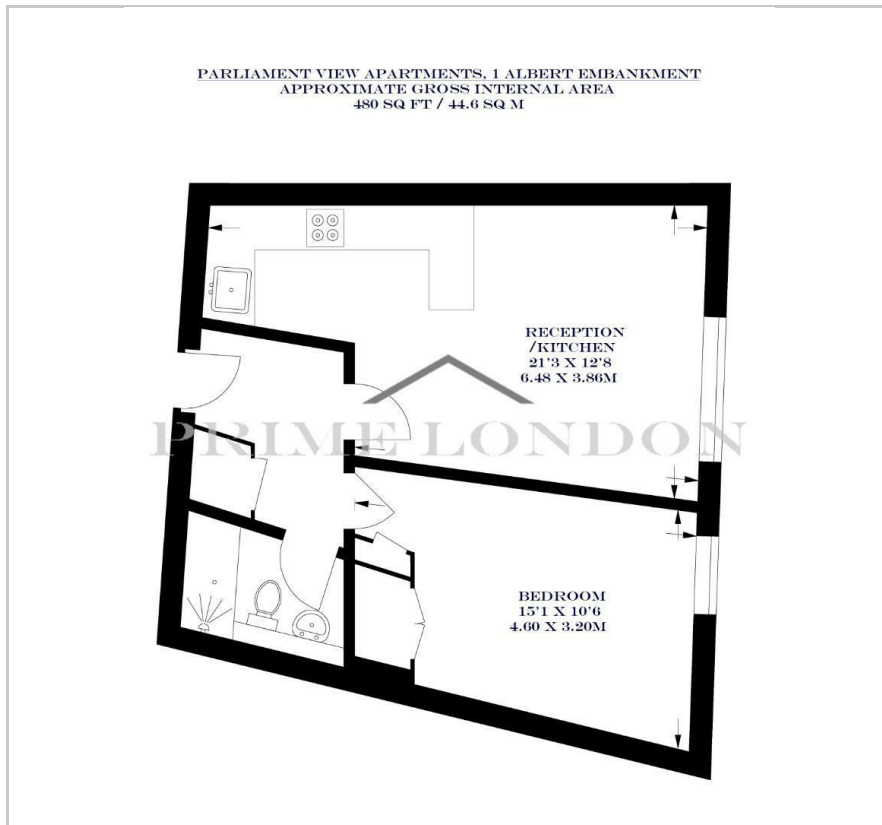 PARLIAMENT VIEW APARTMENTS, 1 ALBERT EMBANKMENT
APPROXIMATE GROSS INTERNAL AREA
480 SQ FT / 44.6 SQ M
RECEPTION
/KITCHEN
21'3 X 12'8
6.48 X 3.86M
PRIME LONDON
BEDROOM
15'1 X 10'6
4.60 X 3.20M